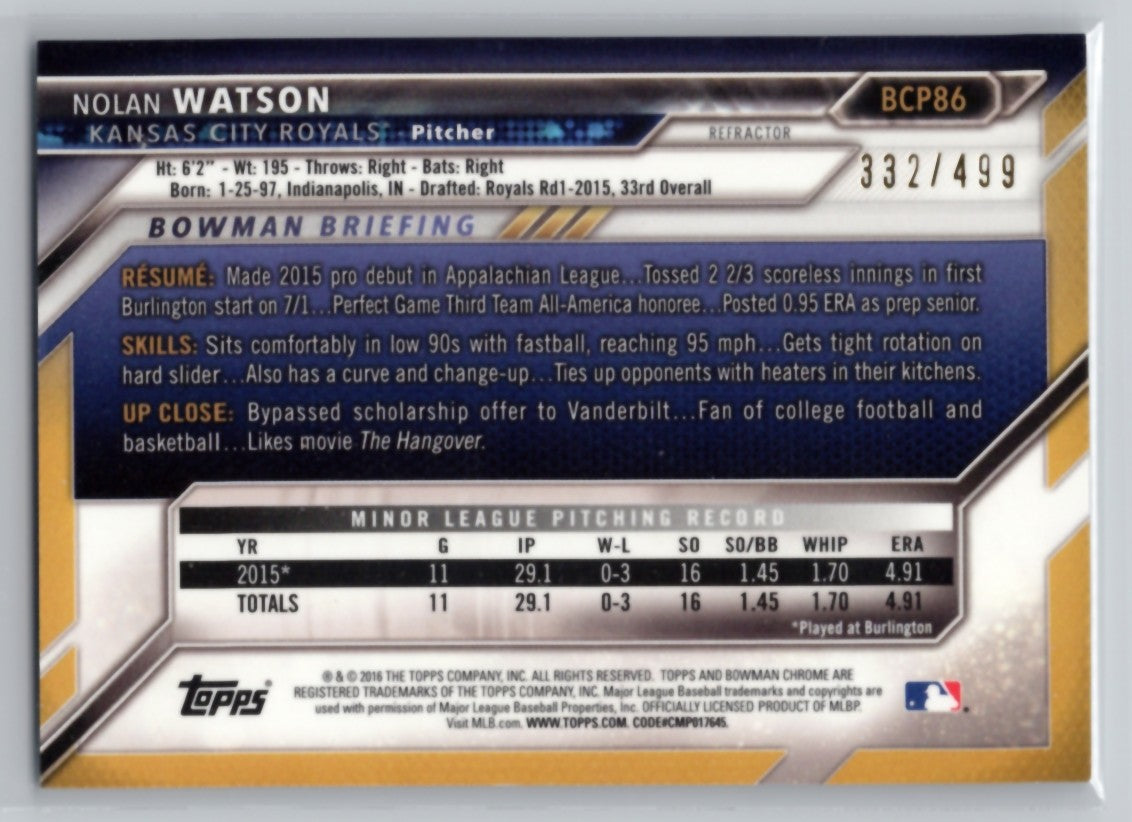 NOLAN WATSON
BCP86
KANSAS CITY ROYALS - Pitcher
REFRACTOR
332/499
Ht: 6'2" - Wt: 195 - Throws: Right - Bats: Right
Born: 1-25-97, Indianapolis, IN - Drafted: Royals Rd1-2015, 33rd Overall
BOWMAN BRIEFING
RÉSUMÉ: Made 2015 pro debut in Appalachian League...Tossed 2 2/3 scoreless innings in first
Burlington start on 7/1...Perfect Game Third Team All-America honoree...Posted 0.95 ERA as prep senior.
SKILLS: Sits comfortably in low 90s with fastball, reaching 95 mph...Gets tight rotation on
hard slider...Also has a curve and change-up...Ties up opponents with heaters in their kitchens.
UP CLOSE: Bypassed scholarship offer to Vanderbilt...Fan of college football and
basketball...Likes movie The Hangover.
MINOR LEAGUE PITCHING RECORD
YR G IP W-L SO SO/BB WHIP ERA
2015* 11 29.1 0-3 16 1.45 1.70 4.91
TOTALS 11 29.1 0-3 16 1.45 1.70 4.91
*Played at Burlington
topps®
® & © 2016 THE TOPPS COMPANY, INC. ALL RIGHTS RESERVED. TOPPS AND BOWMAN CHROME ARE
REGISTERED TRADEMARKS OF THE TOPPS COMPANY, INC. Major League Baseball trademarks and copyrights are
used with permission of Major League Baseball Properties, Inc. OFFICIALLY LICENSED PRODUCT OF MLBP.
Visit MLB.com. WWW.TOPPS.COM. CODE#CMP017645.